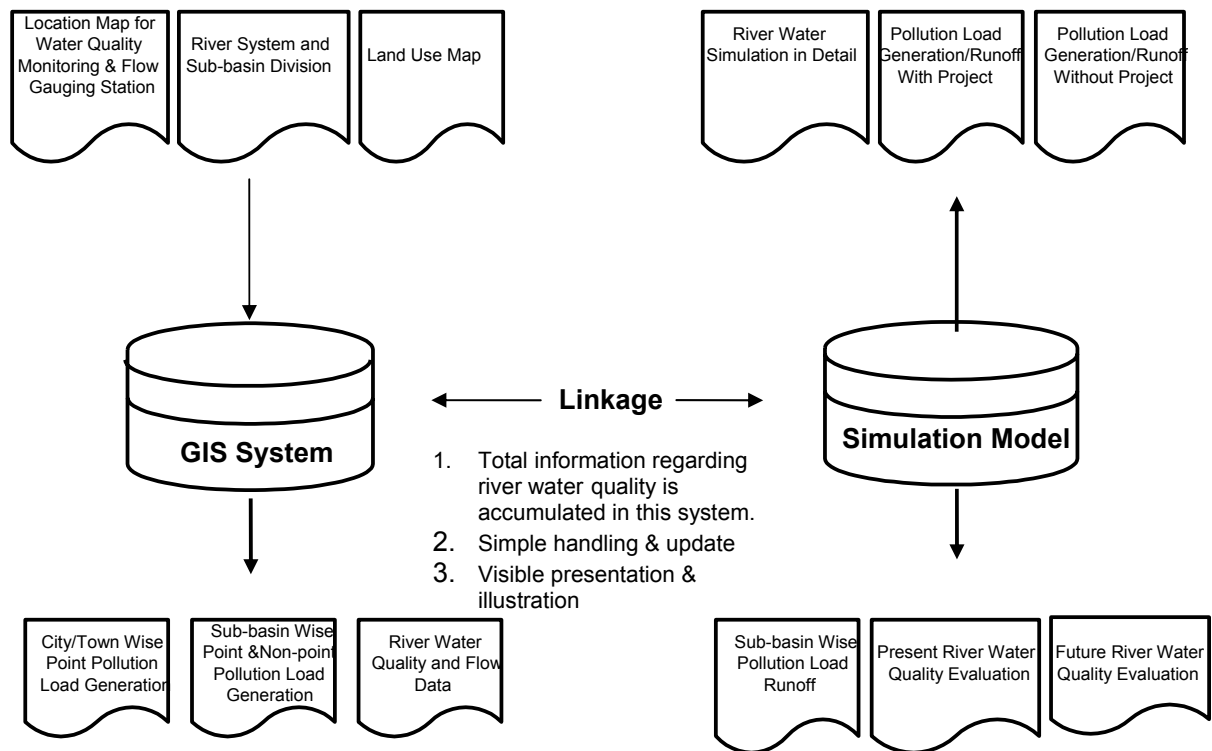 Location Map for
Water Quality
Monitoring & Flow
Gauging Station
River System and
Sub-basin Division
Land Use Map
River Water
Simulation in Detail
Pollution Load
Generation/Runoff
With Project
Pollution Load
Generation/Runoff
Without Project
GIS System
Linkage
Simulation Model
1. Total information regarding
river water quality is
accumulated in this system.
2. Simple handling & update
3. Visible presentation &
illustration
City/Town Wise
Point Pollution
Load Generation
Sub-basin Wise
Point &Non-point
Pollution Load
Generation
River Water
Quality and Flow
Data
Sub-basin Wise
Pollution Load
Runoff
Present River Water
Quality Evaluation
Future River Water
Quality Evaluation